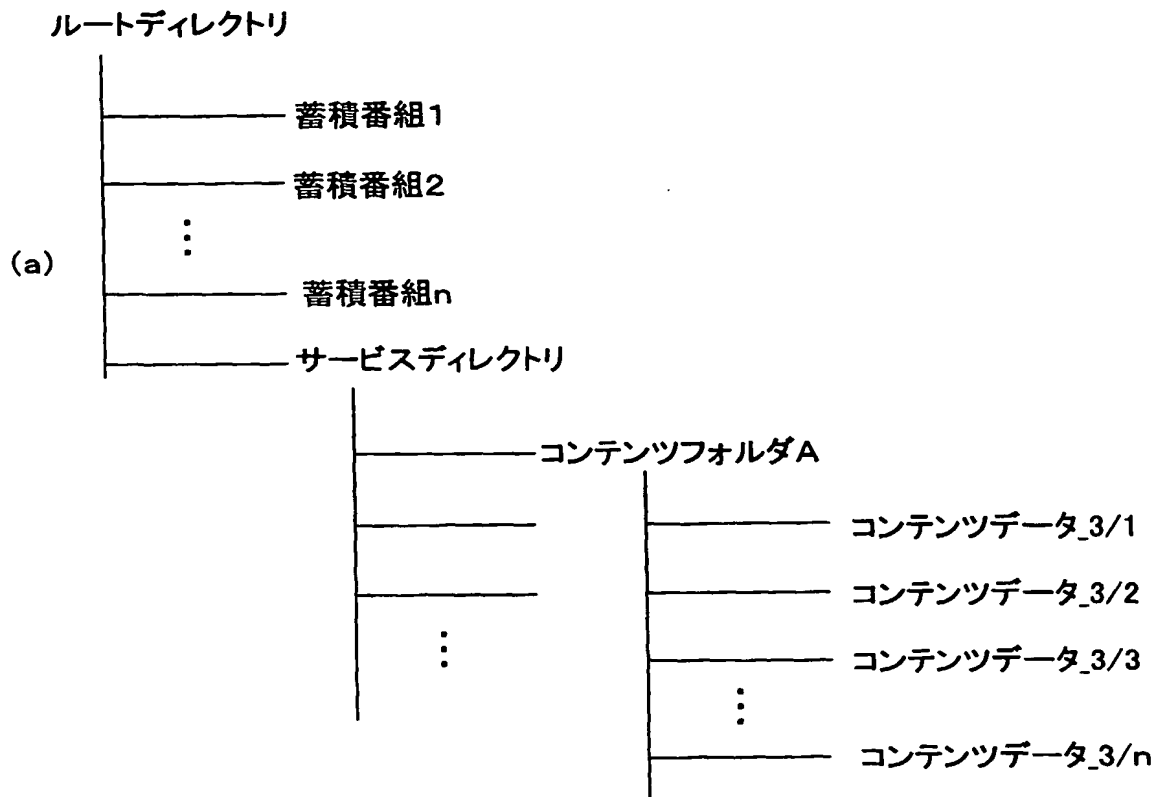 ルートディレクトリ
蓄積番組1
蓄積番組2
⋮
(a)
蓄積番組n
サービスディレクトリ
コンテンツフォルダA
コンテンツデータ_3/1
コンテンツデータ_3/2
コンテンツデータ_3/3
⋮
⋮
コンテンツデータ_3/n